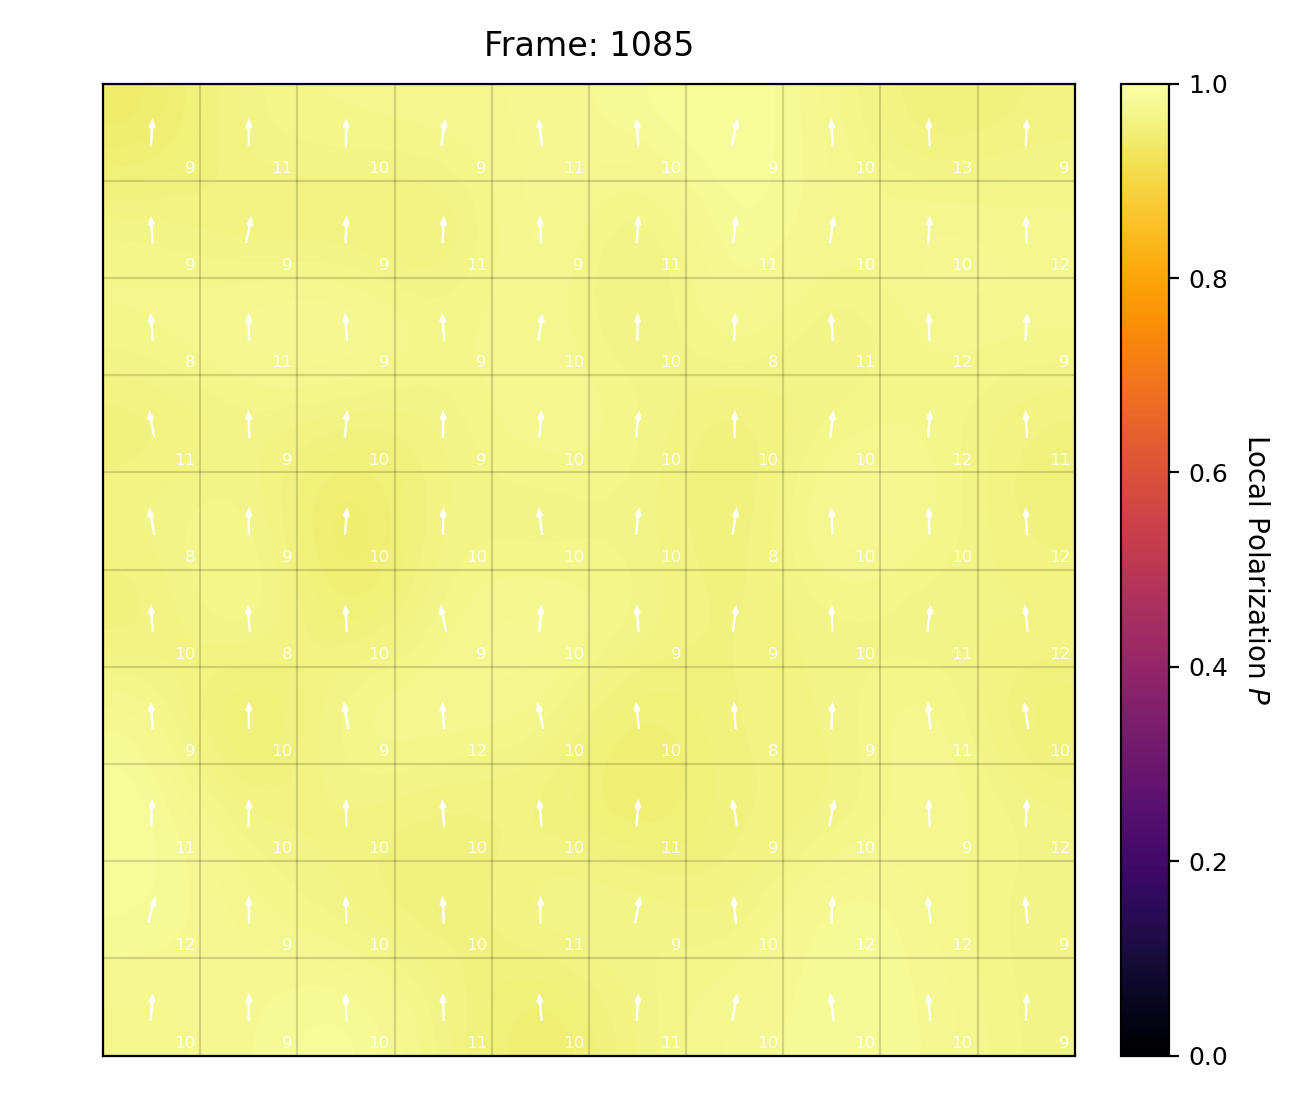 Frame: 1085
9 11 10 9 11 10 9 10 13 9
9 9 9 11 9 11 11 10 10 12
8 11 9 9 10 10 8 11 12 9
11 9 10 9 10 10 10 10 12 11
8 9 10 10 10 10 8 10 10 12
10 8 10 9 10 9 9 10 11 12
9 10 9 12 10 10 8 9 11 10
11 10 10 10 10 11 9 10 9 12
12 9 10 10 11 9 10 12 12 9
10 9 10 11 10 11 10 10 10 9
1.0
0.8
0.6
0.4
0.2
0.0
Local Polarization P